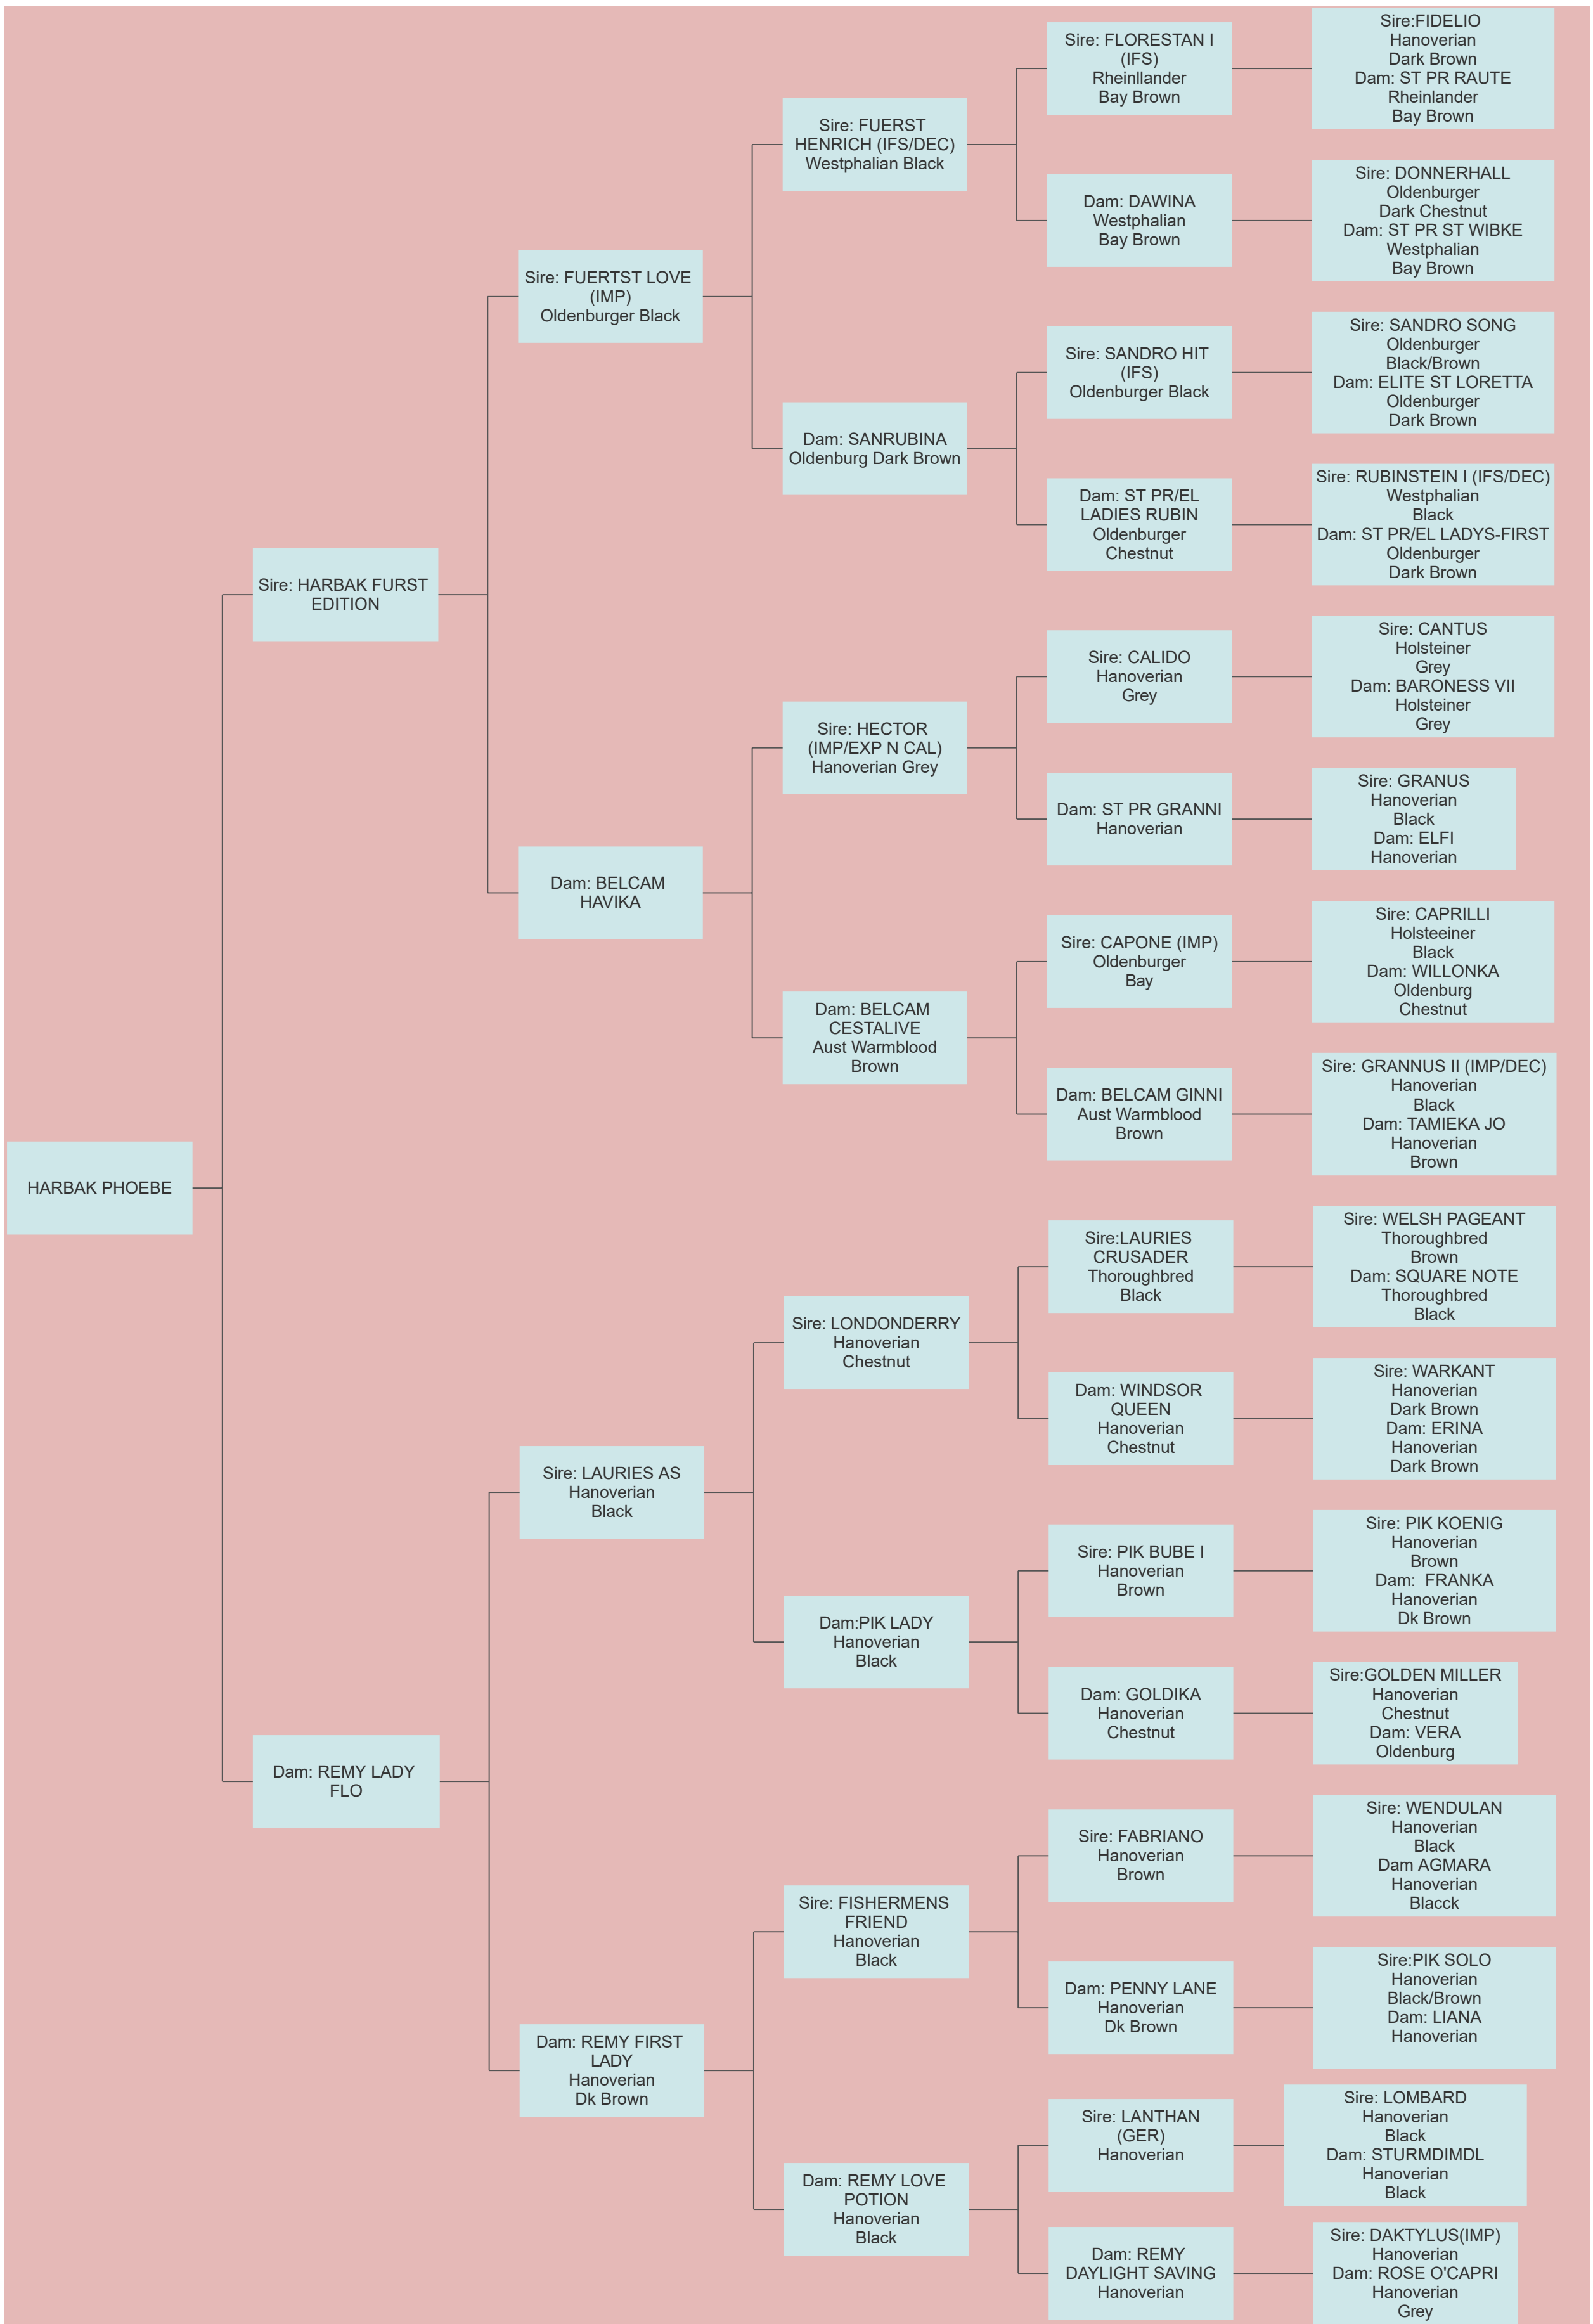 Sire:FIDELIO
Hanoverian
Dark Brown
Dam: ST PR RAUTE
Rheinlander
Bay Brown
Sire: FLORESTAN I
(IFS)
Rheinllander
Bay Brown
Sire: FUERST
HENRICH (IFS/DEC)
Westphalian Black
Sire: DONNERHALL
Oldenburger
Dark Chestnut
Dam: ST PR ST WIBKE
Westphalian
Bay Brown
Dam: DAWINA
Westphalian
Bay Brown
Sire: FUERTST LOVE
(IMP)
Oldenburger Black
Sire: SANDRO SONG
Oldenburger
Black/Brown
Dam: ELITE ST LORETTA
Oldenburger
Dark Brown
Sire: SANDRO HIT
(IFS)
Oldenburger Black
Dam: SANRUBINA
Oldenburg Dark Brown
Sire: RUBINSTEIN I (IFS/DEC)
Westphalian
Black
Dam: ST PR/EL LADYS-FIRST
Oldenburger
Dark Brown
Dam: ST PR/EL
LADIES RUBIN
Oldenburger
Chestnut
Sire: HARBAK FURST
EDITION
Sire: CANTUS
Holsteiner
Grey
Dam: BARONESS VII
Holsteiner
Grey
Sire: CALIDO
Hanoverian
Grey
Sire: HECTOR
(IMP/EXP N CAL)
Hanoverian Grey
Sire: GRANUS
Hanoverian
Black
Dam: ELFI
Hanoverian
Dam: ST PR GRANNI
Hanoverian
Dam: BELCAM
HAVIKA
Sire: CAPRILLI
Holsteeiner
Black
Dam: WILLONKA
Oldenburg
Chestnut
Sire: CAPONE (IMP)
Oldenburger
Bay
Dam: BELCAM
CESTALIVE
Aust Warmblood
Brown
Sire: GRANNUS II (IMP/DEC)
Hanoverian
Black
Dam: TAMIEKA JO
Hanoverian
Brown
Dam: BELCAM GINNI
Aust Warmblood
Brown
HARBAK PHOEBE
Sire: WELSH PAGEANT
Thoroughbred
Brown
Dam: SQUARE NOTE
Thoroughbred
Black
Sire:LAURIES
CRUSADER
Thoroughbred
Black
Sire: LONDONDERRY
Hanoverian
Chestnut
Sire: WARKANT
Hanoverian
Dark Brown
Dam: ERINA
Hanoverian
Dark Brown
Dam: WINDSOR
QUEEN
Hanoverian
Chestnut
Sire: LAURIES AS
Hanoverian
Black
Sire: PIK KOENIG
Hanoverian
Brown
Dam:  FRANKA
Hanoverian
Dk Brown
Sire: PIK BUBE I
Hanoverian
Brown
Dam:PIK LADY
Hanoverian
Black
Sire:GOLDEN MILLER
Hanoverian
Chestnut
Dam: VERA
Oldenburg
Dam: GOLDIKA
Hanoverian
Chestnut
Dam: REMY LADY
FLO
Sire: WENDULAN
Hanoverian
Black
Dam AGMARA
Hanoverian
Blacck
Sire: FABRIANO
Hanoverian
Brown
Sire: FISHERMENS
FRIEND
Hanoverian
Black
Sire:PIK SOLO
Hanoverian
Black/Brown
Dam: LIANA
Hanoverian
Dam: PENNY LANE
Hanoverian
Dk Brown
Dam: REMY FIRST
LADY
Hanoverian
Dk Brown
Sire: LOMBARD
Hanoverian
Black
Dam: STURMDIMDL
Hanoverian
Black
Sire: LANTHAN
(GER)
Hanoverian
Dam: REMY LOVE
POTION
Hanoverian
Black
Sire: DAKTYLUS(IMP)
Hanoverian
Dam: ROSE O'CAPRI
Hanoverian
Grey
Dam: REMY
DAYLIGHT SAVING
Hanoverian